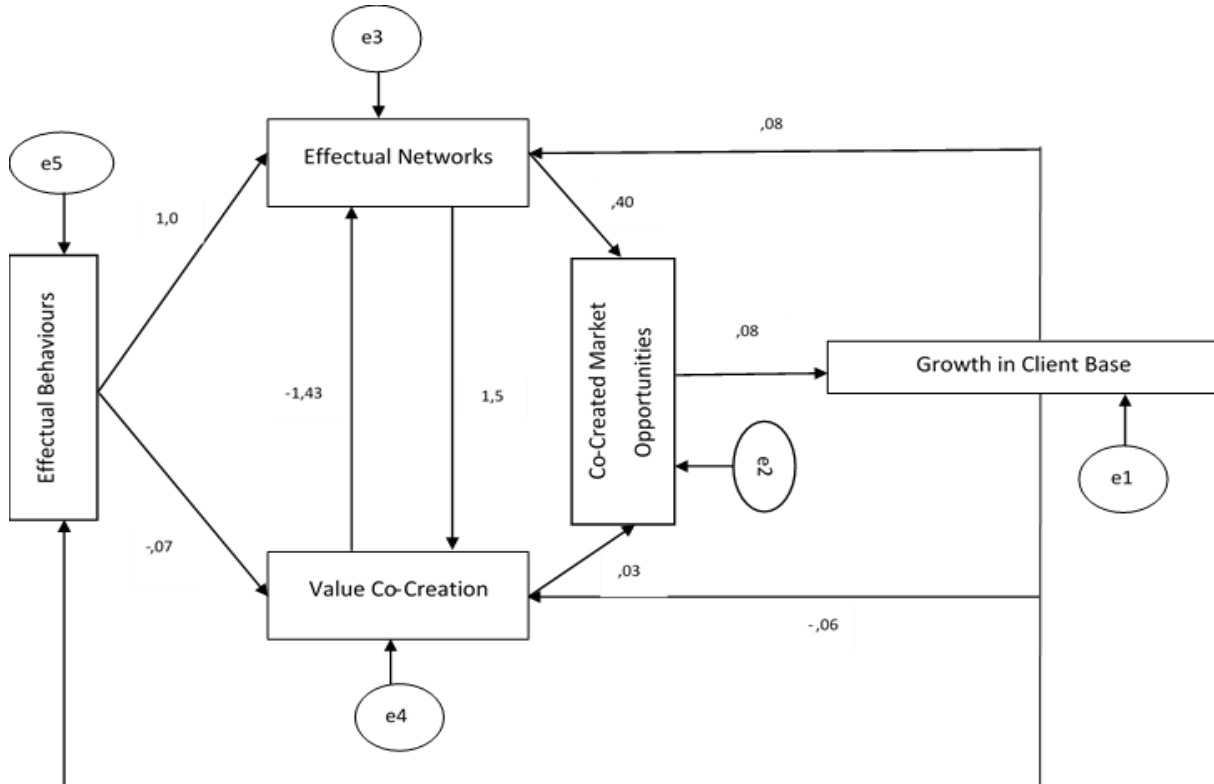 e3
,08
Effectual Networks
e5
1,0
,40
Effectual Behaviours
Co-Created Market
Opportunities
,08
Growth in Client Base
-1,43
1,5
e2
e1
-,07
Value Co-Creation
,03
-,06
e4